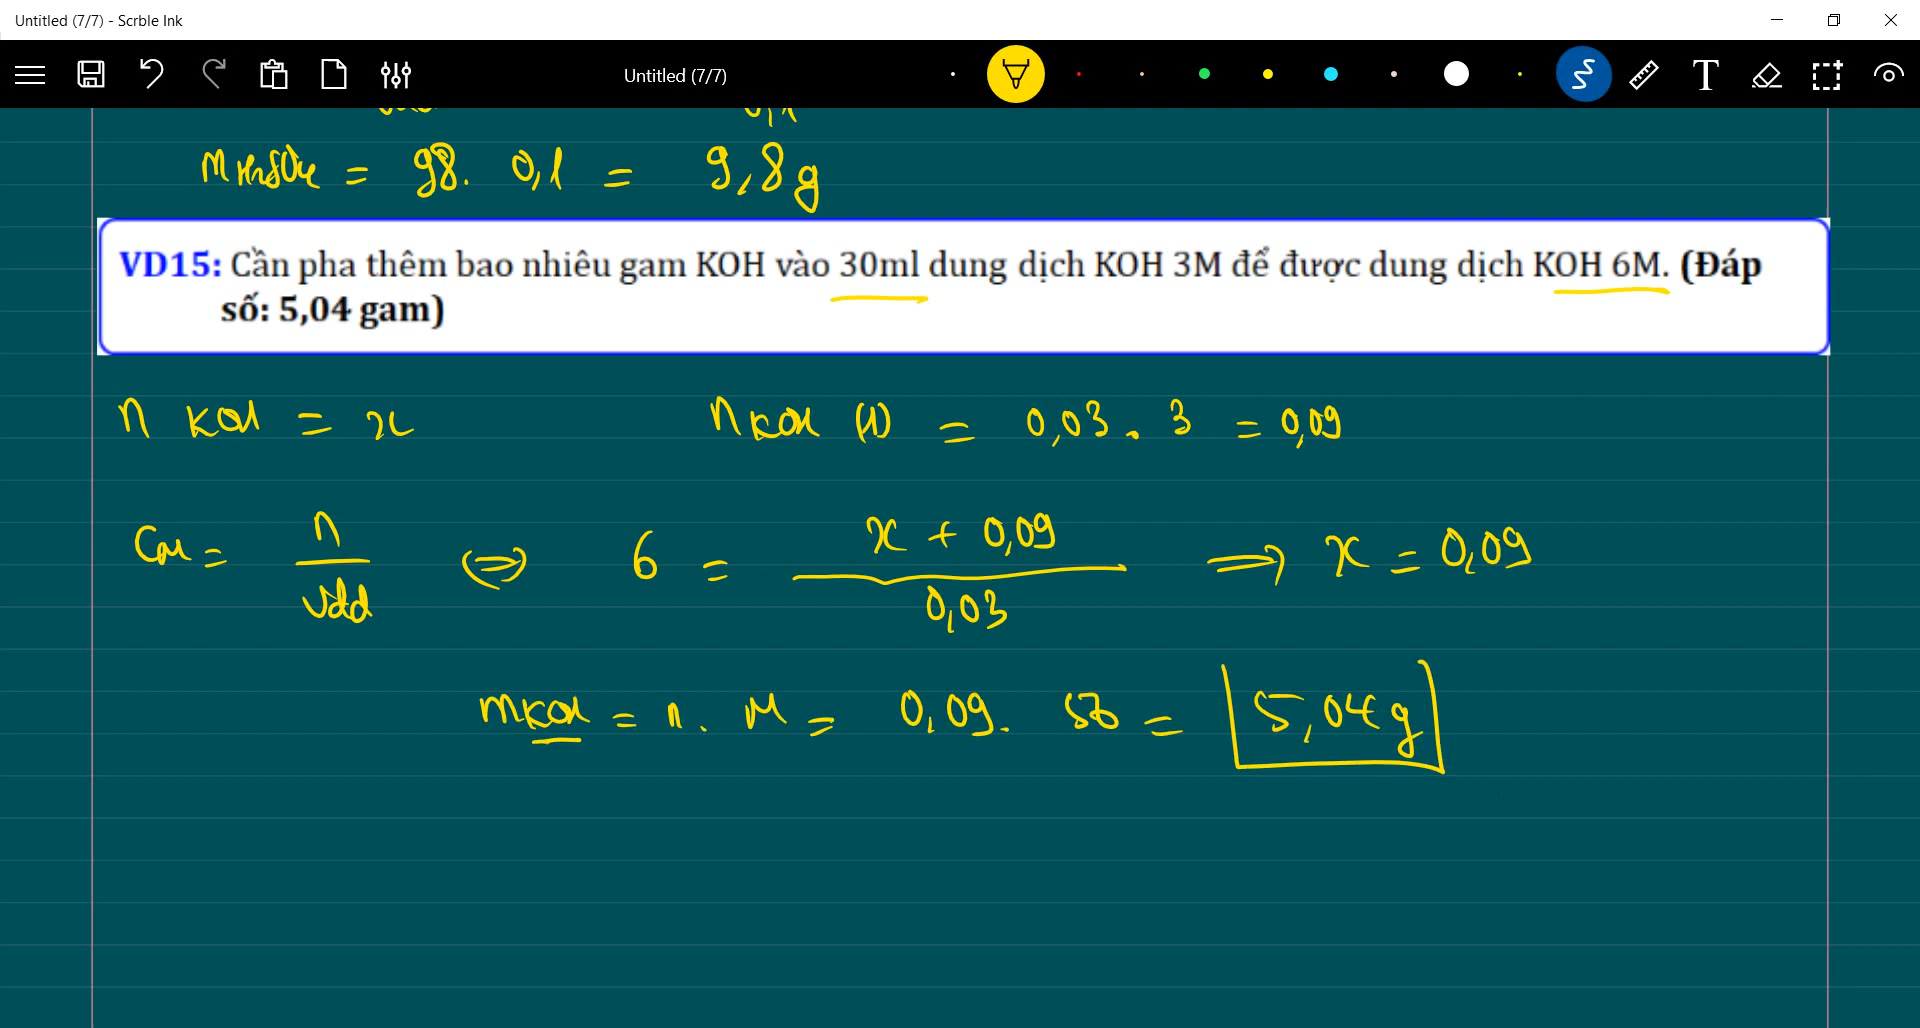 Untitled (7/7) - Scrble Ink
Untitled (7/7)
T
m H₂SO₄ = 98. 0,1 = 9,8g
VD15: Cần pha thêm bao nhiêu gam KOH vào 30ml dung dịch KOH 3M để được dung dịch KOH 6M. (Đáp
số: 5,04 gam)
n KOH = x
n KOH (1) = 0,03 . 3 = 0,09
CM = n / Vdd ⇔ 6 = x + 0,09 / 0,03 ⟹ x = 0,09
m KOH = n . M = 0,09. 56 = 5,04g